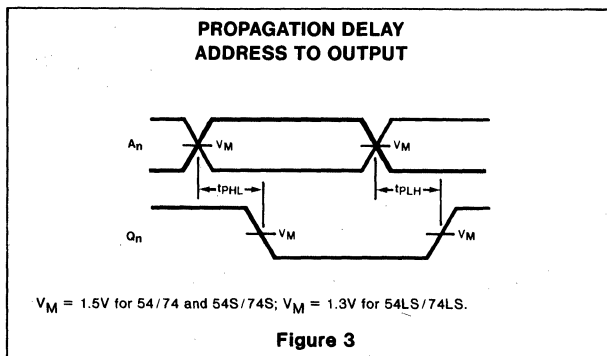 PROPAGATION DELAY
ADDRESS TO OUTPUT
An
VM
VM
tPHL
tPLH
Qn
VM
VM
VM = 1.5V for 54/74 and 54S/74S; VM = 1.3V for 54LS/74LS.
Figure 3